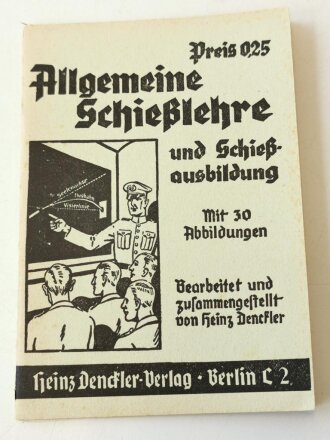 Preis 0,25
Allgemeine
Schießlehre
und Schieß-
ausbildung
Mit 30
Abbildungen
Bearbeitet und
zusammengestellt
von Heinz Denckler
Heinz Denckler-Verlag · Berlin C 2.